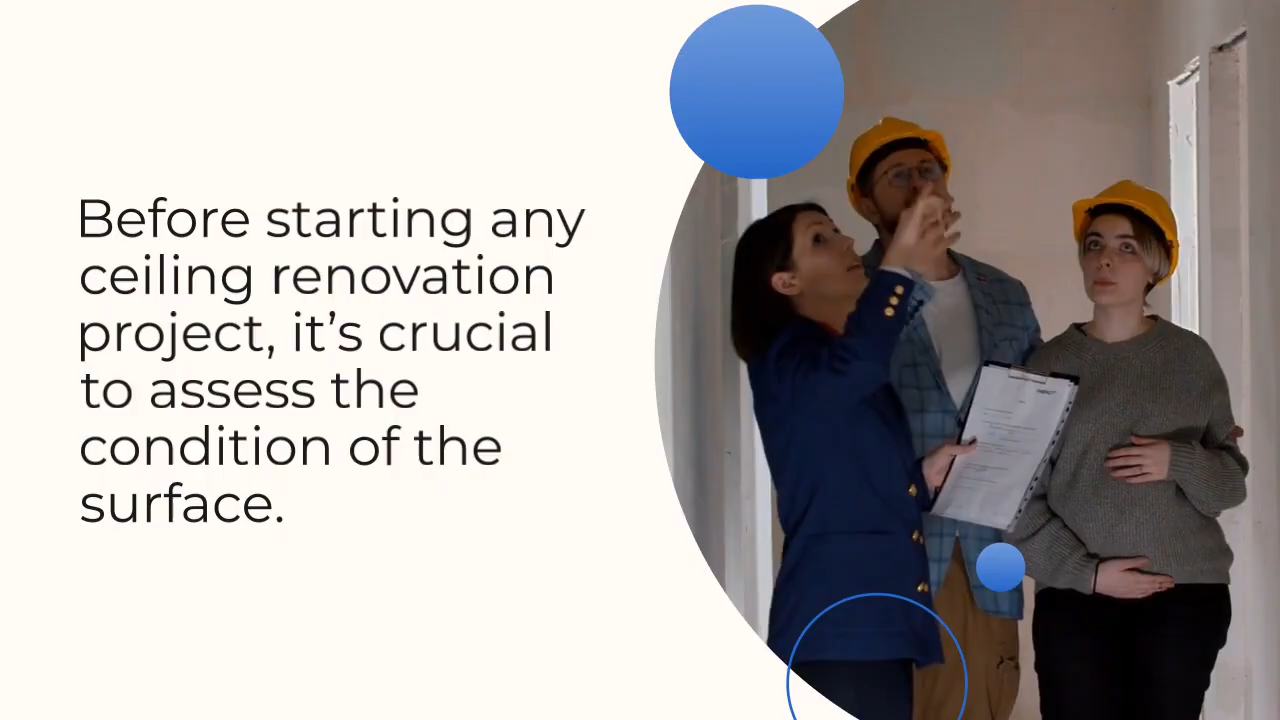 Before starting any
ceiling renovation
project, it’s crucial
to assess the
condition of the
surface.